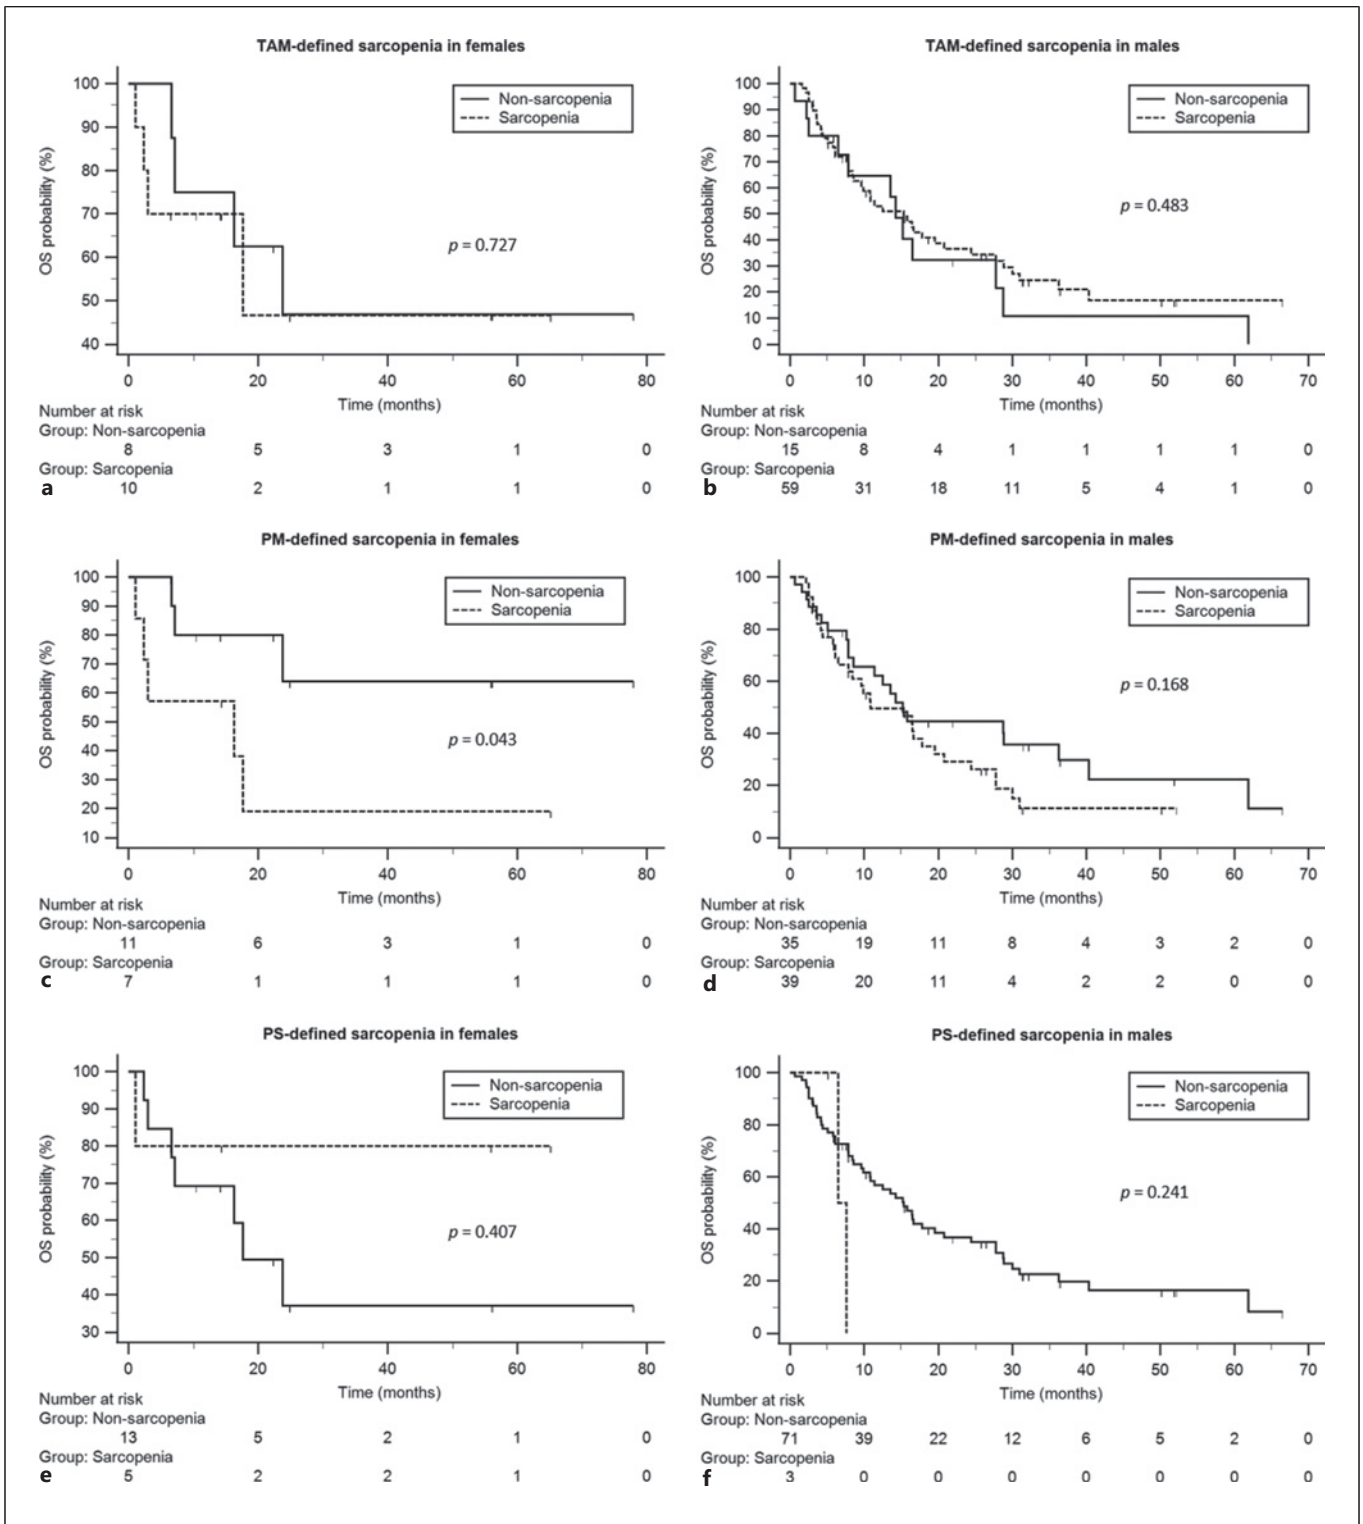 TAM-defined sarcopenia in females
OS probability (%)
100
90
80
70
60
50
40
Non-sarcopenia
Sarcopenia
p = 0.727
0 20 40 60 80
Time (months)
Number at risk
Group: Non-sarcopenia
8 5 3 1 0
Group: Sarcopenia
10 2 1 1 0
a
TAM-defined sarcopenia in males
OS probability (%)
100
90
80
70
60
50
40
30
20
10
0
Non-sarcopenia
Sarcopenia
p = 0.483
0 10 20 30 40 50 60 70
Time (months)
Number at risk
Group: Non-sarcopenia
15 8 4 1 1 1 1 0
Group: Sarcopenia
59 31 18 11 5 4 1 0
b
PM-defined sarcopenia in females
OS probability (%)
100
90
80
70
60
50
40
30
20
10
Non-sarcopenia
Sarcopenia
p = 0.043
0 20 40 60 80
Time (months)
Number at risk
Group: Non-sarcopenia
11 6 3 1 0
Group: Sarcopenia
7 1 1 1 0
c
PM-defined sarcopenia in males
OS probability (%)
100
80
60
40
20
0
Non-sarcopenia
Sarcopenia
p = 0.168
0 10 20 30 40 50 60 70
Time (months)
Number at risk
Group: Non-sarcopenia
35 19 11 8 4 3 2 0
Group: Sarcopenia
39 20 11 4 2 2 0 0
d
PS-defined sarcopenia in females
OS probability (%)
100
90
80
70
60
50
40
30
Non-sarcopenia
Sarcopenia
p = 0.407
0 20 40 60 80
Time (months)
Number at risk
Group: Non-sarcopenia
13 5 2 1 0
Group: Sarcopenia
5 2 2 1 0
e
PS-defined sarcopenia in males
OS probability (%)
100
80
60
40
20
0
Non-sarcopenia
Sarcopenia
p = 0.241
0 10 20 30 40 50 60 70
Time (months)
Number at risk
Group: Non-sarcopenia
71 39 22 12 6 5 2 0
Group: Sarcopenia
3 0 0 0 0 0 0 0
f